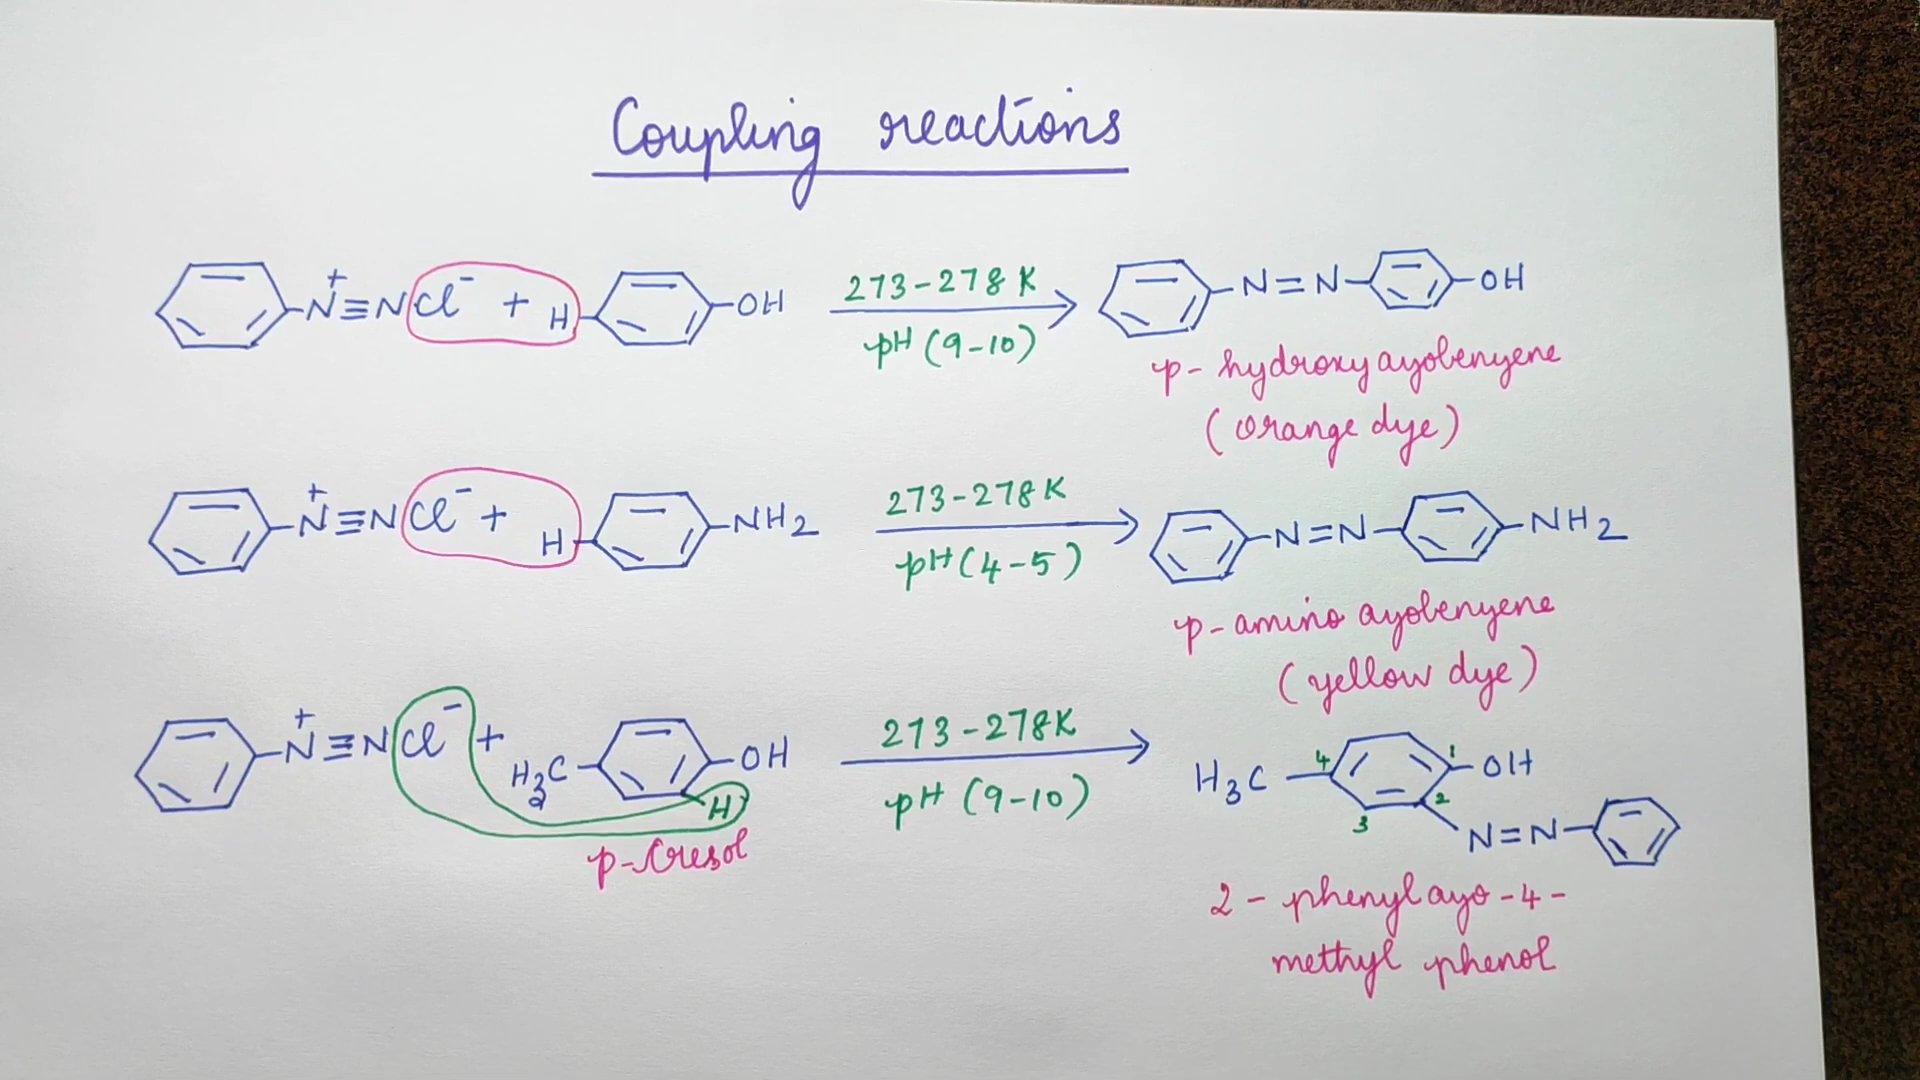 Coupling reactions
N⁺≡NCl⁻ + H OH 273-278 K pH (9-10) N=N OH
p- hydroxy azobenzene
(orange dye)
N⁺≡NCl⁻ + H NH2 273-278K pH (4-5) N=N NH2
p- amino azobenzene
(yellow dye)
N⁺≡NCl⁻ + H3C OH H 273-278K pH (9-10) H3C 4 1 OH 2 3 N=N
p-Cresol
2 - phenylazo-4-
methyl phenol